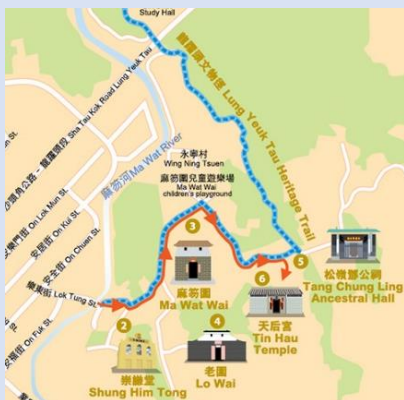 Study Hall
龍躍頭文物徑 Lung Yeuk Tau Heritage Trail
沙頭角公路－龍躍頭段 Sha Tau Kok Road Lung Yeuk Tau
麻笏河 Ma Wat River
永寧村
Wing Ning Tsuen
麻笏圍兒童遊樂場
Ma Wat Wai
children's playground
安樂門街 On Lok Mun St.
安居街 On Kui St.
安全街 On Chuen St.
樂東街 Lok Tung St.
安福街 On Fuk St.
3
麻笏圍
Ma Wat Wai
5
松嶺鄧公祠
Tang Chung Ling
Ancestral Hall
6
天后宮
Tin Hau
Temple
2
崇謙堂
Shung Him Tong
4
老圍
Lo Wai